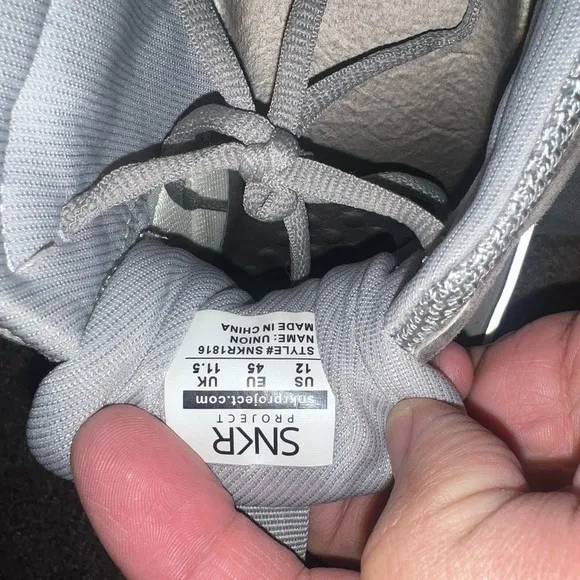 SNKR
PROJECT
snkrproject.com
US EU UK
12 45 11.5
STYLE# SNKR1816
NAME: UNION
MADE IN CHINA